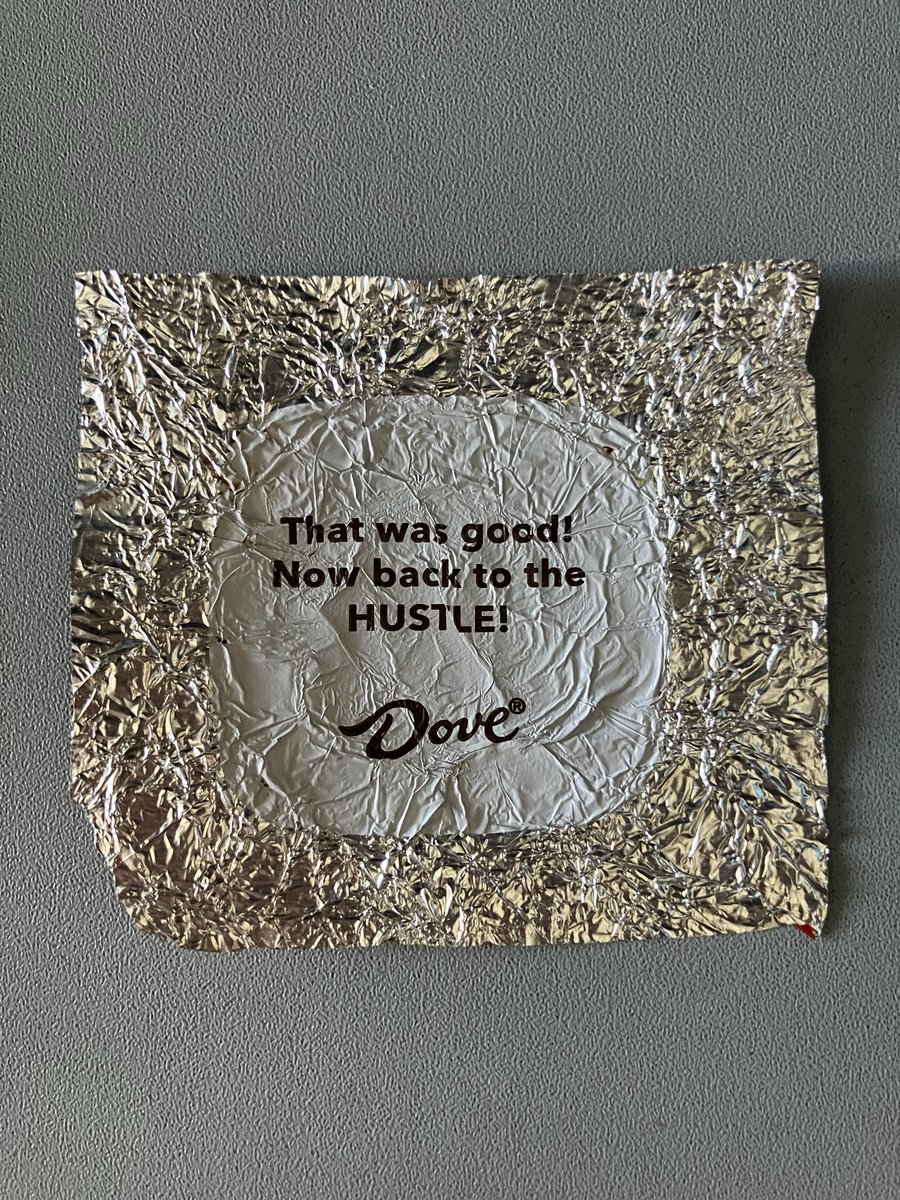 That was good!
Now back to the
HUSTLE!
Dove®